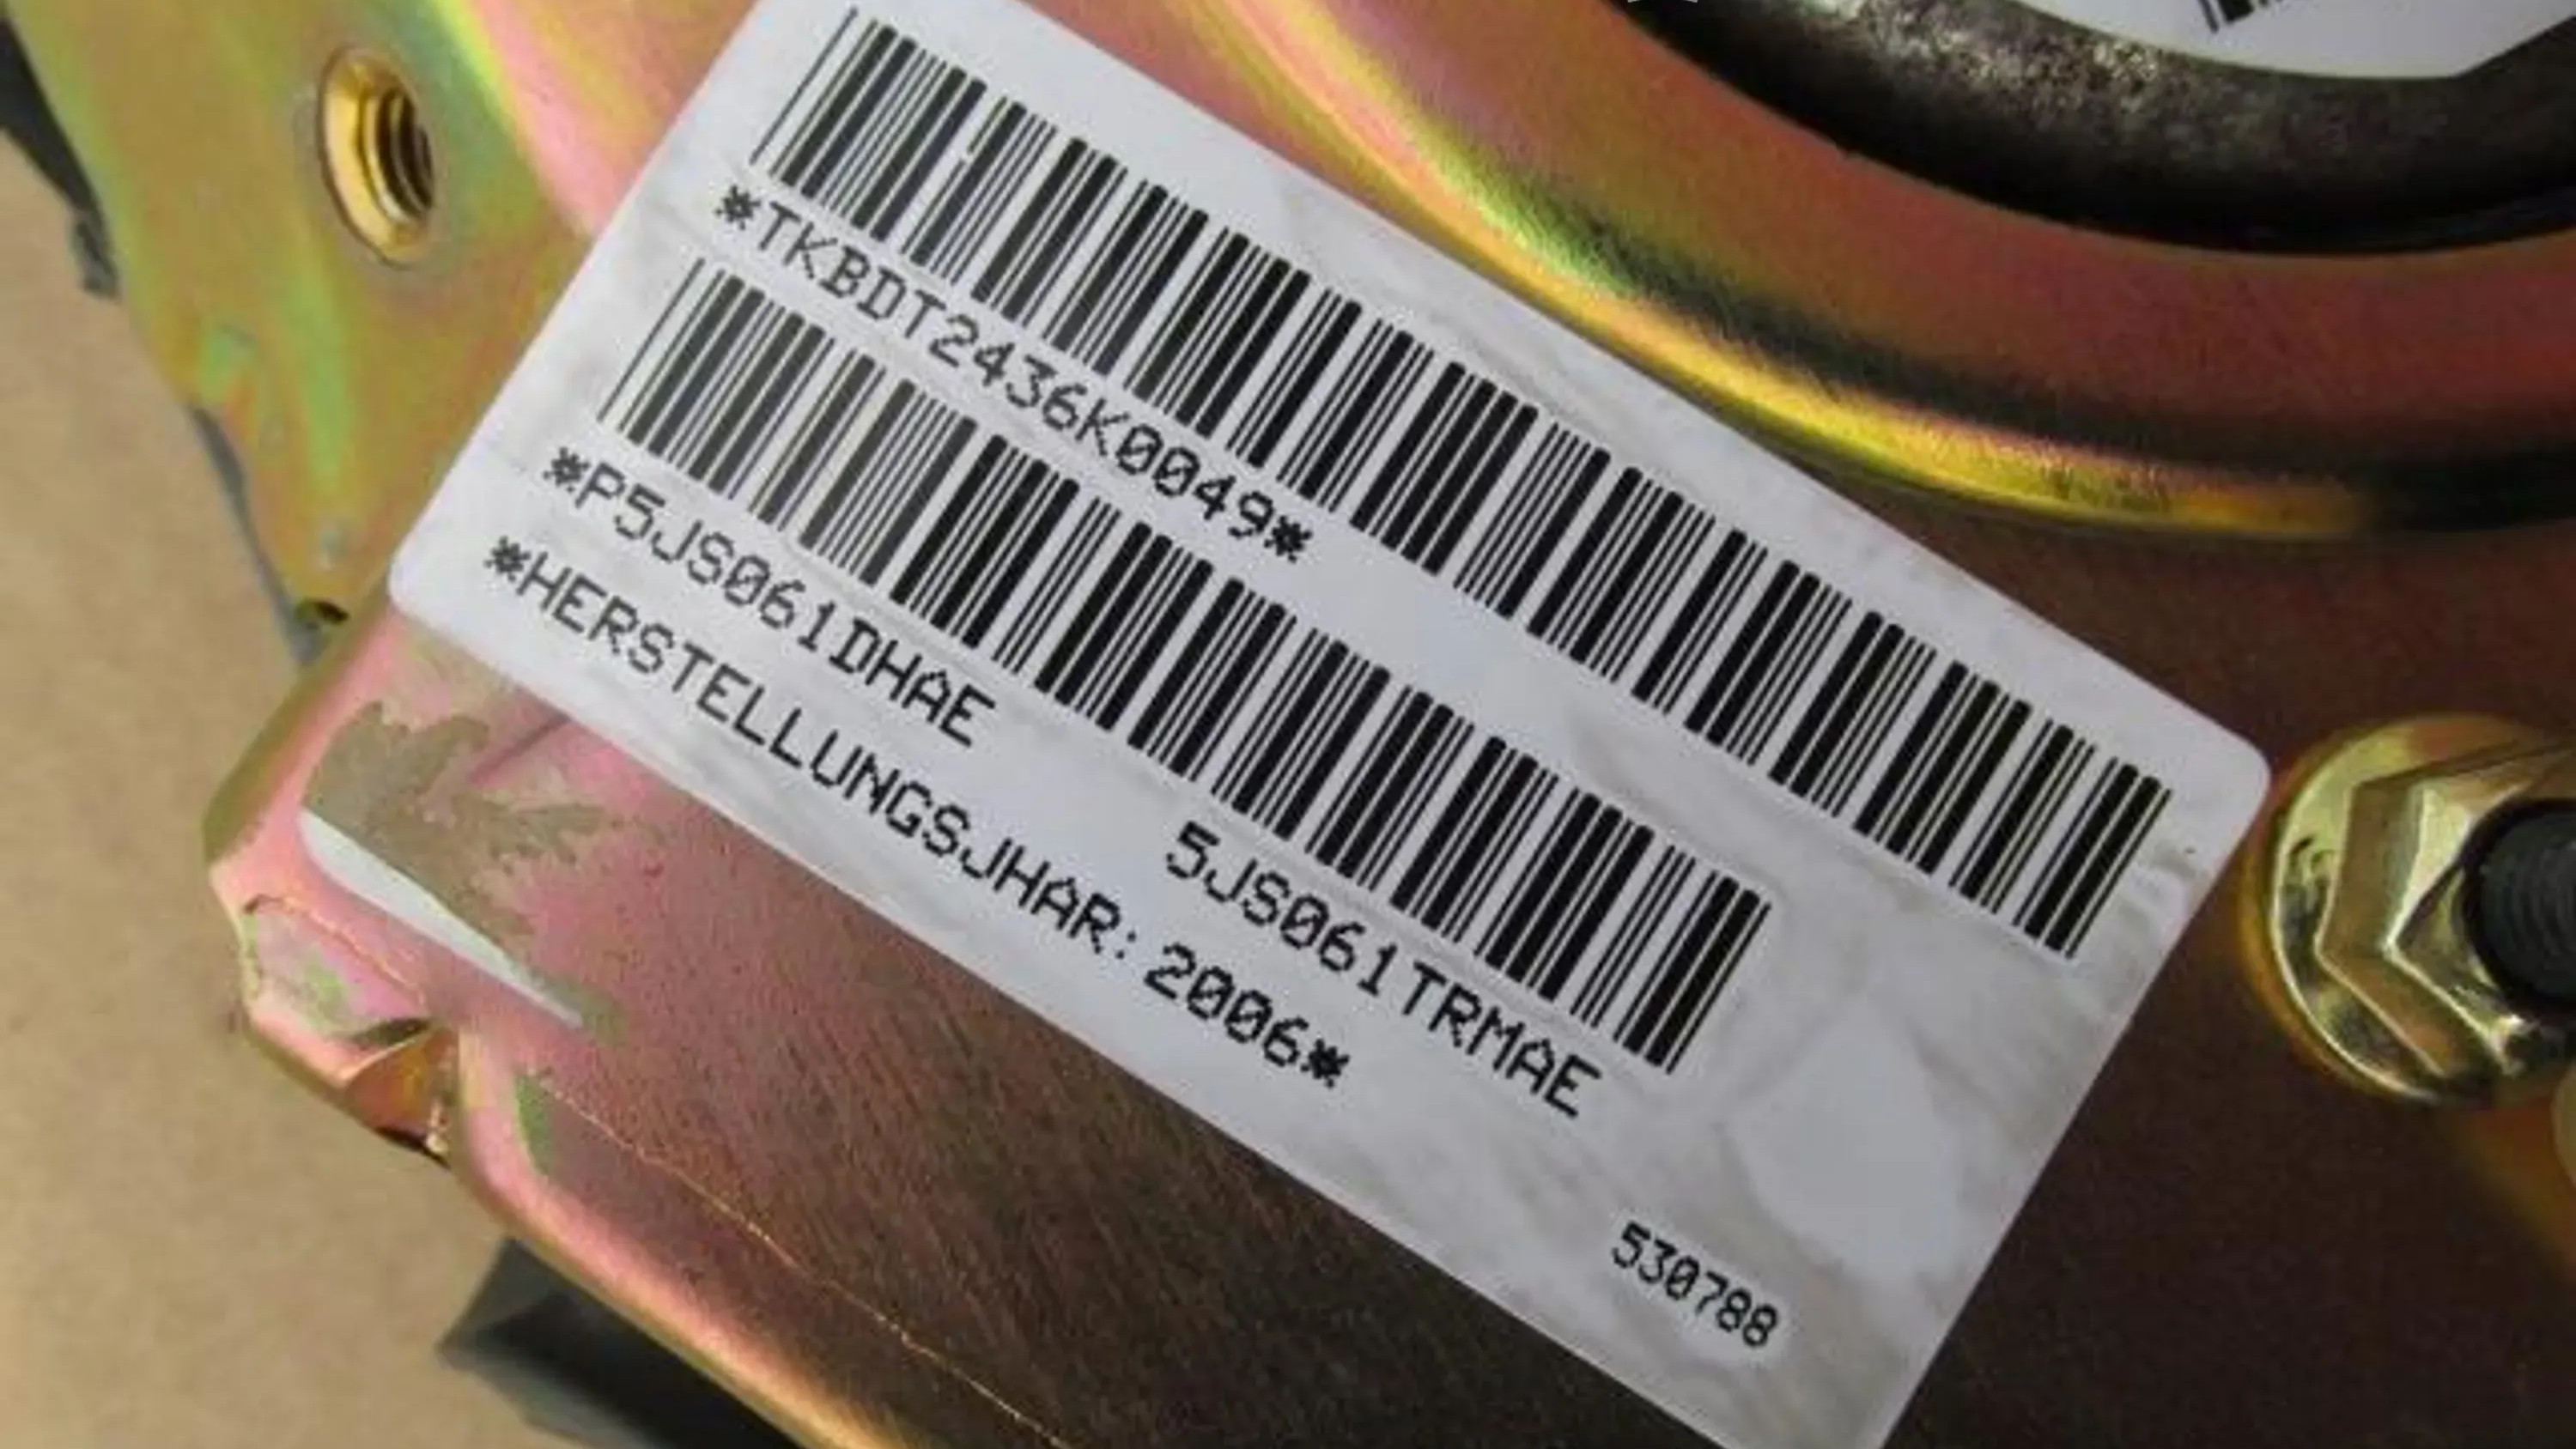 *TKBDT2436K0049*
*P5JS061DHAE 5JS061TRMAE
*HERSTELLUNGSJHAR: 2006*
530788